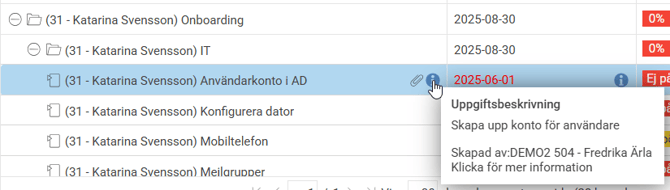 (31 - Katarina Svensson) Onboarding 2025-08-30 0%
(31 - Katarina Svensson) IT 2025-08-30 0%
(31 - Katarina Svensson) Användarkonto i AD 2025-06-01 Ej på
(31 - Katarina Svensson) Konfigurera dator
(31 - Katarina Svensson) Mobiltelefon
(31 - Katarina Svensson) Meilgrupper
Uppgiftsbeskrivning
Skapa upp konto för användare
Skapad av:DEMO2 504 - Fredrika Ärla
Klicka för mer information